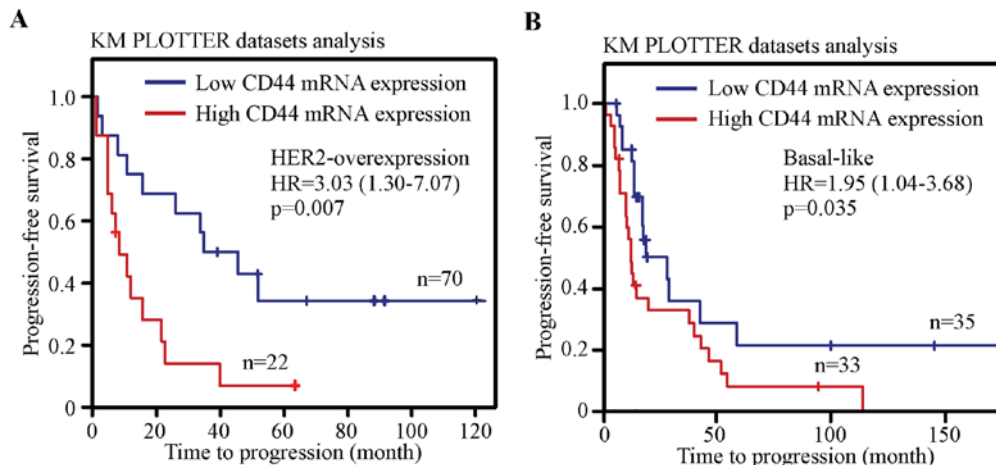 A
KM PLOTTER datasets analysis
Low CD44 mRNA expression
High CD44 mRNA expression
HER2-overexpression
HR=3.03 (1.30-7.07)
p=0.007
n=70
n=22
Progression-free survival
1.0
0.8
0.6
0.4
0.2
0
0 20 40 60 80 100 120
Time to progression (month)
B
KM PLOTTER datasets analysis
Low CD44 mRNA expression
High CD44 mRNA expression
Basal-like
HR=1.95 (1.04-3.68)
p=0.035
n=35
n=33
Progression-free survival
1.0
0.8
0.6
0.4
0.2
0
0 50 100 150
Time to progression (month)